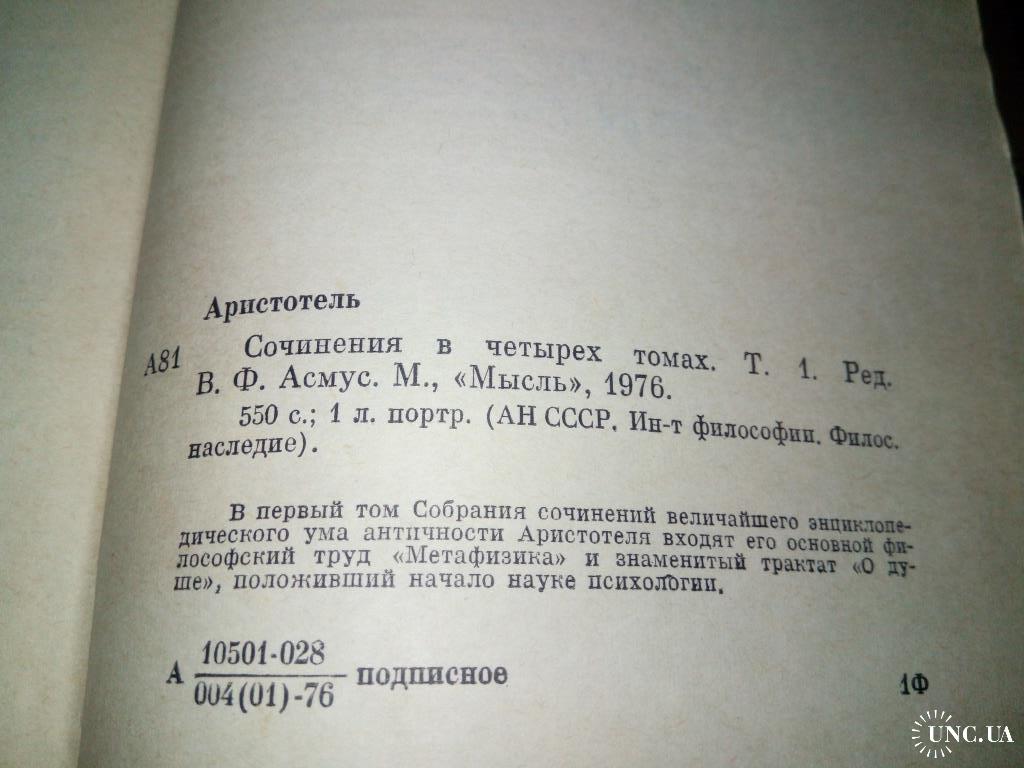 Аристотель
А81 Сочинения в четырех томах. Т. 1. Ред.
В. Ф. Асмус. М., «Мысль», 1976.
550 с.; 1 л. портр. (АН СССР. Ин-т философии. Филос.
наследие).
В первый том Собрания сочинений величайшего энциклопе-
дического ума античности Аристотеля входят его основной фи-
лософский труд «Метафизика» и знаменитый трактат «О ду-
ше», положивший начало науке психологии.
10501-028
А подписное
004(01)-76
1Ф
UNC.UA